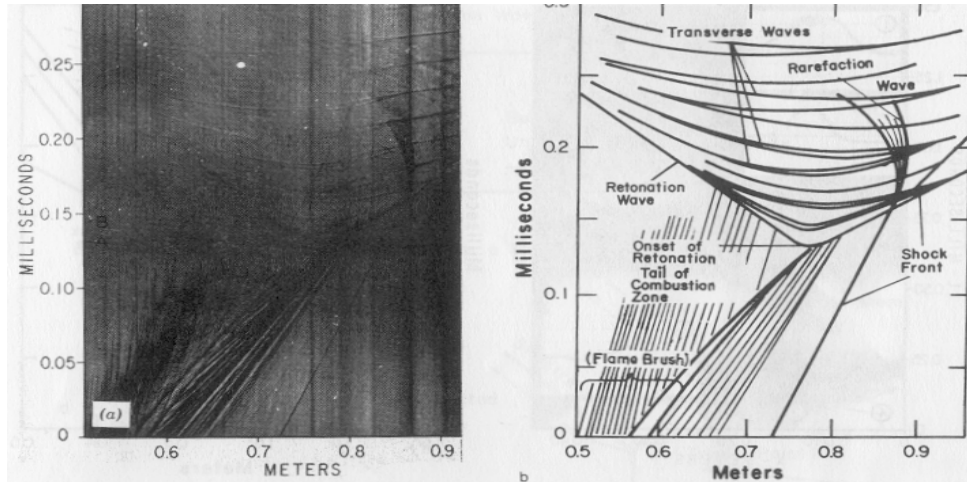 0.25
0.20
0.15
0.10
0.05
0
MILLISECONDS
(a)
0.6
0.7
0.8
0.9
METERS
Transverse Waves
Rarefaction
Wave
0.2
Retonation
Wave
Onset of
Retonation
Tail of
Combustion
Zone
Shock
Front
0.1
(Flame Brush)
0
Milliseconds
0.5
0.6
0.7
0.8
0.9
Meters
b